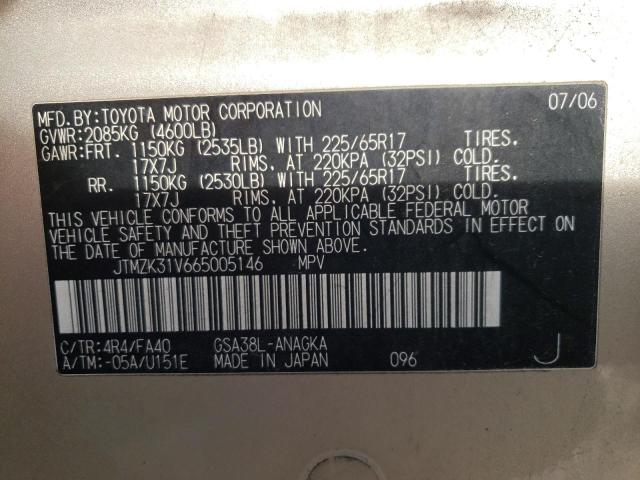 MFD.BY:TOYOTA MOTOR CORPORATION 07/06
GVWR:2085KG (4600LB)
GAWR:FRT. 1150KG (2535LB) WITH 225/65R17 TIRES.
17X7J RIMS, AT 220KPA (32PSI) COLD.
RR. 1150KG (2530LB) WITH 225/65R17 TIRES.
17X7J RIMS, AT 220KPA (32PSI) COLD.
THIS VEHICLE CONFORMS TO ALL APPLICABLE FEDERAL MOTOR
VEHICLE SAFETY AND THEFT PREVENTION STANDARDS IN EFFECT ON
THE DATE OF MANUFACTURE SHOWN ABOVE.
JTMZK31V665005146 MPV
C/TR:4R4/FA40 GSA38L-ANAGKA
A/TM:-05A/U151E MADE IN JAPAN 096 J